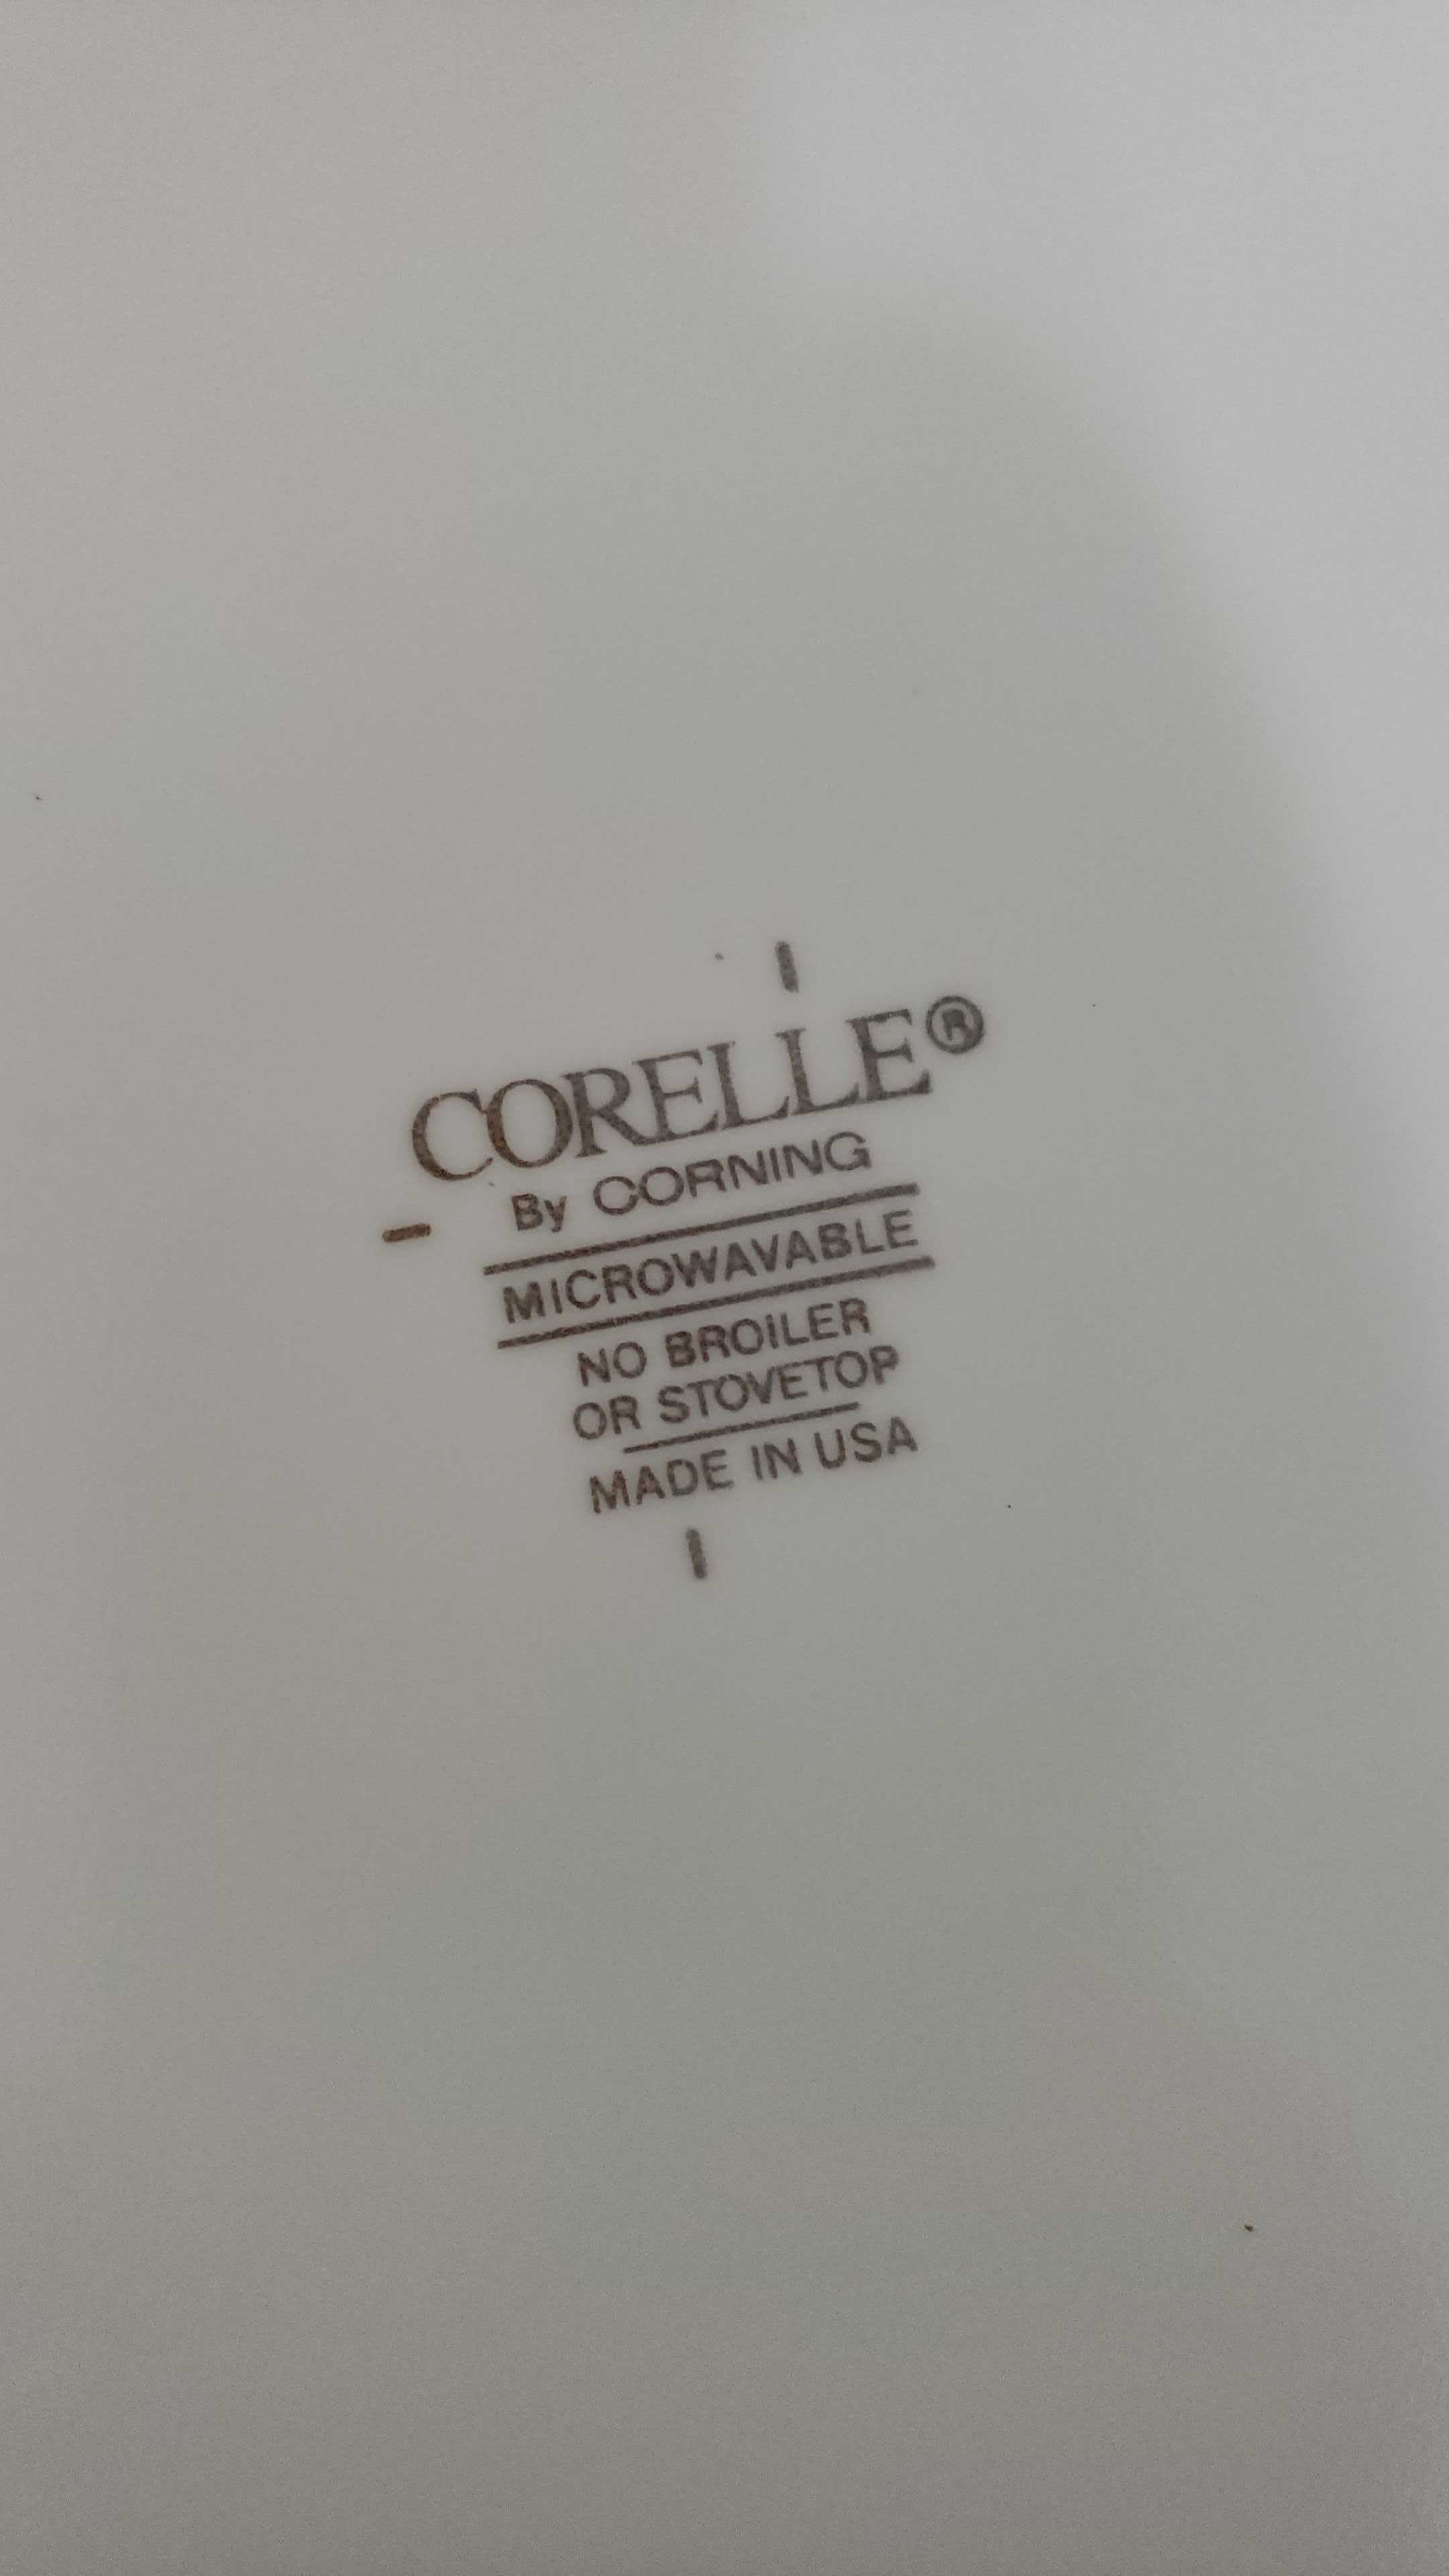 CORELLE®
By CORNING
MICROWAVABLE
NO BROILER
OR STOVETOP
MADE IN USA